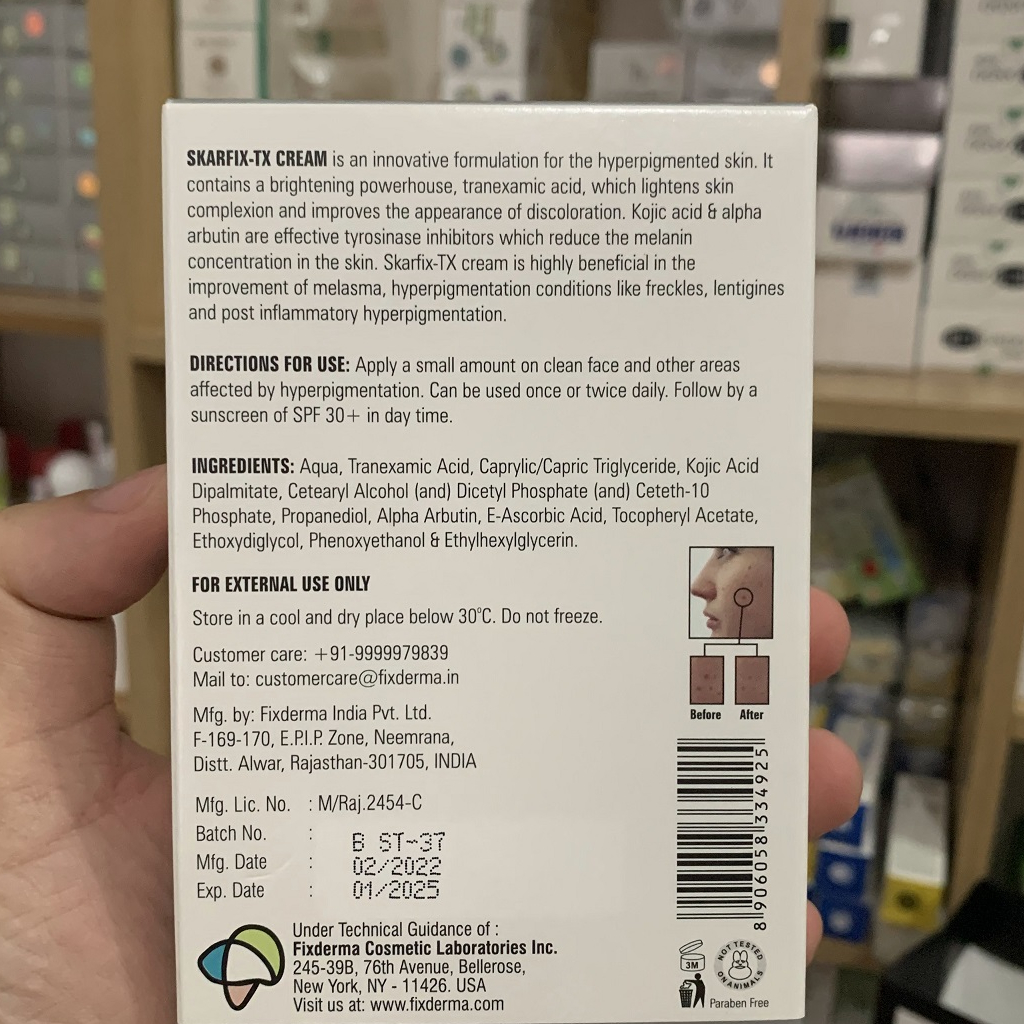 SKARFIX-TX CREAM is an innovative formulation for the hyperpigmented skin. It
contains a brightening powerhouse, tranexamic acid, which lightens skin
complexion and improves the appearance of discoloration. Kojic acid & alpha
arbutin are effective tyrosinase inhibitors which reduce the melanin
concentration in the skin. Skarfix-TX cream is highly beneficial in the
improvement of melasma, hyperpigmentation conditions like freckles, lentigines
and post inflammatory hyperpigmentation.
DIRECTIONS FOR USE: Apply a small amount on clean face and other areas
affected by hyperpigmentation. Can be used once or twice daily. Follow by a
sunscreen of SPF 30+ in day time.
INGREDIENTS: Aqua, Tranexamic Acid, Caprylic/Capric Triglyceride, Kojic Acid
Dipalmitate, Cetearyl Alcohol (and) Dicetyl Phosphate (and) Ceteth-10
Phosphate, Propanediol, Alpha Arbutin, E-Ascorbic Acid, Tocopheryl Acetate,
Ethoxydiglycol, Phenoxyethanol & Ethylhexylglycerin.
FOR EXTERNAL USE ONLY
Store in a cool and dry place below 30°C. Do not freeze.
Customer care: +91-9999979839
Mail to: customercare@fixderma.in
Mfg. by: Fixderma India Pvt. Ltd.
F-169-170, E.P.I.P. Zone, Neemrana,
Distt. Alwar, Rajasthan-301705, INDIA
Before After
Mfg. Lic. No. : M/Raj.2454-C
Batch No. : B ST-37
Mfg. Date : 02/2022
Exp. Date : 01/2025
8 906058 334925
Under Technical Guidance of :
Fixderma Cosmetic Laboratories Inc.
245-39B, 76th Avenue, Bellerose,
New York, NY - 11426. USA
Visit us at: www.fixderma.com
3M
NOT TESTED
ON ANIMALS
Paraben Free